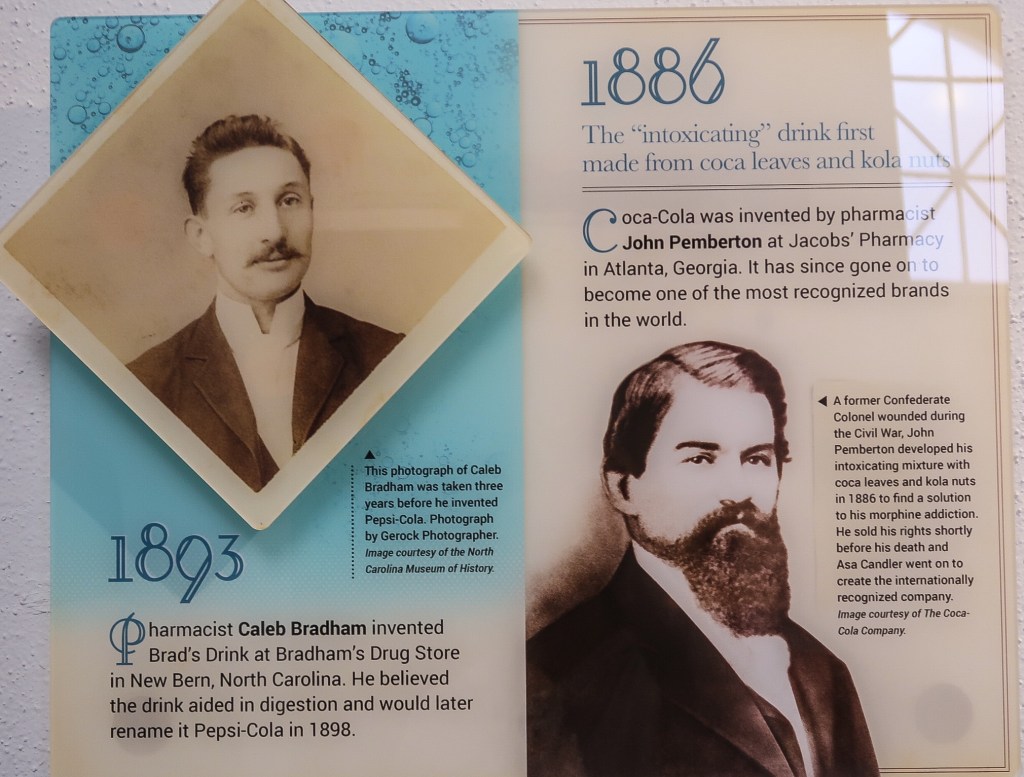 This photograph of Caleb
Bradham was taken three
years before he invented
Pepsi-Cola. Photograph
by Gerock Photographer.
Image courtesy of the North
Carolina Museum of History.
1893
Pharmacist Caleb Bradham invented
Brad's Drink at Bradham's Drug Store
in New Bern, North Carolina. He believed
the drink aided in digestion and would later
rename it Pepsi-Cola in 1898.
1886
The “intoxicating” drink first
made from coca leaves and kola nuts
Coca-Cola was invented by pharmacist
John Pemberton at Jacobs’ Pharmacy
in Atlanta, Georgia. It has since gone on to
become one of the most recognized brands
in the world.
A former Confederate
Colonel wounded during
the Civil War, John
Pemberton developed his
intoxicating mixture with
coca leaves and kola nuts
in 1886 to find a solution
to his morphine addiction.
He sold his rights shortly
before his death and
Asa Candler went on to
create the internationally
recognized company.
Image courtesy of The Coca-
Cola Company.